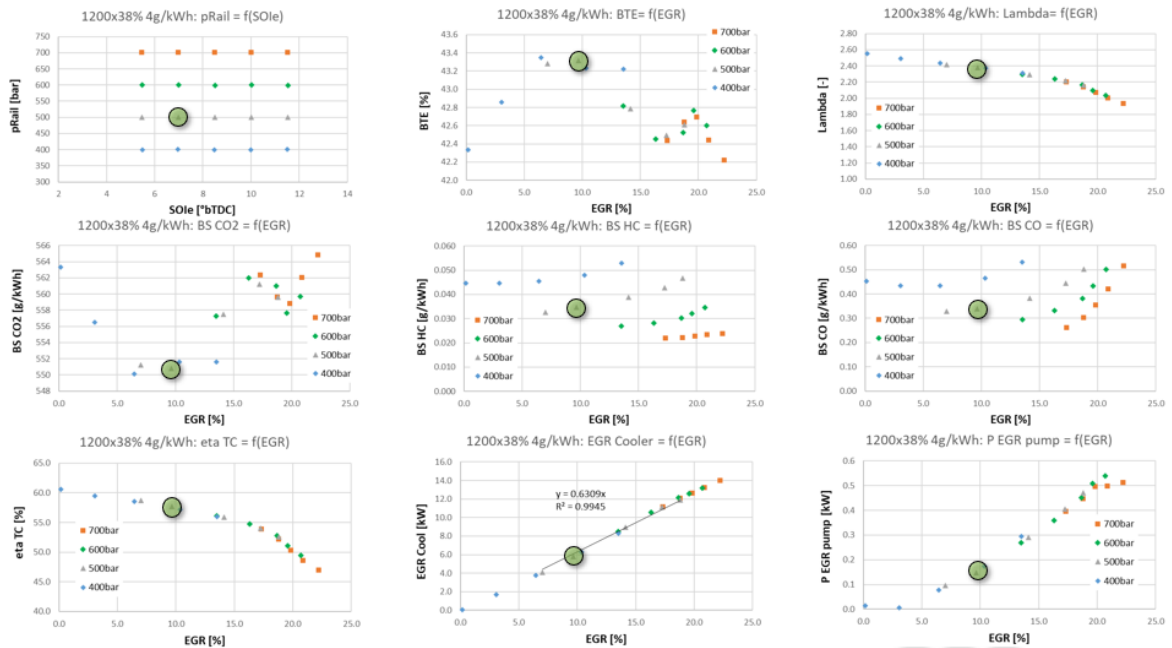 1200x38% 4g/kWh: pRail = f(SOIe)
pRail [bar]
750
700
650
600
550
500
450
400
350
300
2 4 6 8 10 12 14
SOIe [°bTDC]
1200x38% 4g/kWh: BTE= f(EGR)
BTE [%]
43.6
43.4
43.2
43.0
42.8
42.6
42.4
42.2
42.0
0.0 5.0 10.0 15.0 20.0 25.0
EGR [%]
700bar
600bar
500bar
400bar
1200x38% 4g/kWh: Lambda= f(EGR)
Lambda [-]
2.80
2.60
2.40
2.20
2.00
1.80
1.60
1.40
1.20
1.00
0.0 5.0 10.0 15.0 20.0 25.0
EGR [%]
700bar
600bar
500bar
400bar
1200x38% 4g/kWh: BS CO2 = f(EGR)
BS CO2 [g/kWh]
566
564
562
560
558
556
554
552
550
548
0.0 5.0 10.0 15.0 20.0 25.0
EGR [%]
700bar
600bar
500bar
400bar
1200x38% 4g/kWh: BS HC = f(EGR)
BS HC [g/kWh]
0.060
0.050
0.040
0.030
0.020
0.010
0.000
0.0 5.0 10.0 15.0 20.0 25.0
EGR [%]
700bar
600bar
500bar
400bar
1200x38% 4g/kWh: BS CO = f(EGR)
BS CO [g/kWh]
0.60
0.50
0.40
0.30
0.20
0.10
0.00
0.0 5.0 10.0 15.0 20.0 25.0
EGR [%]
700bar
600bar
500bar
400bar
1200x38% 4g/kWh: eta TC = f(EGR)
eta TC [%]
65.0
60.0
55.0
50.0
45.0
40.0
0.0 5.0 10.0 15.0 20.0 25.0
EGR [%]
700bar
600bar
500bar
400bar
1200x38% 4g/kWh: EGR Cooler = f(EGR)
EGR Cool [kW]
16.0
14.0
12.0
10.0
8.0
6.0
4.0
2.0
0.0
0.0 5.0 10.0 15.0 20.0 25.0
EGR [%]
y = 0.6309x
R² = 0.9945
700bar
600bar
500bar
400bar
1200x38% 4g/kWh: P EGR pump = f(EGR)
P EGR pump [kW]
0.6
0.5
0.4
0.3
0.2
0.1
0.0
0.0 5.0 10.0 15.0 20.0 25.0
EGR [%]
700bar
600bar
500bar
400bar